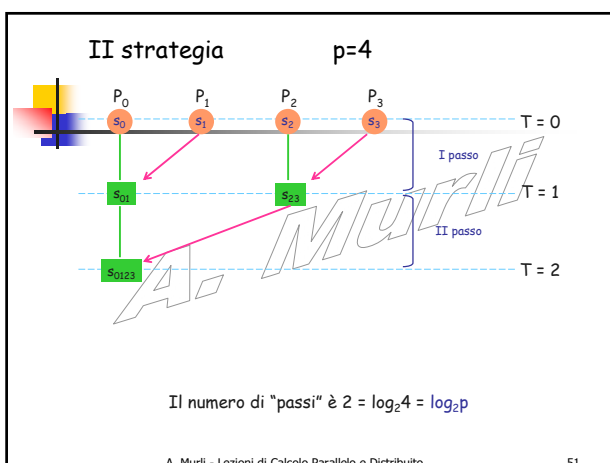 II strategia p=4
P0 P1 P2 P3
s0 s1 s2 s3 T = 0
I passo
s01 s23 T = 1
II passo
s0123 T = 2
A. Murli
Il numero di “passi” è 2 = log24 = log2p
A. Murli - Lezioni di Calcolo Parallelo e Distribuito 51